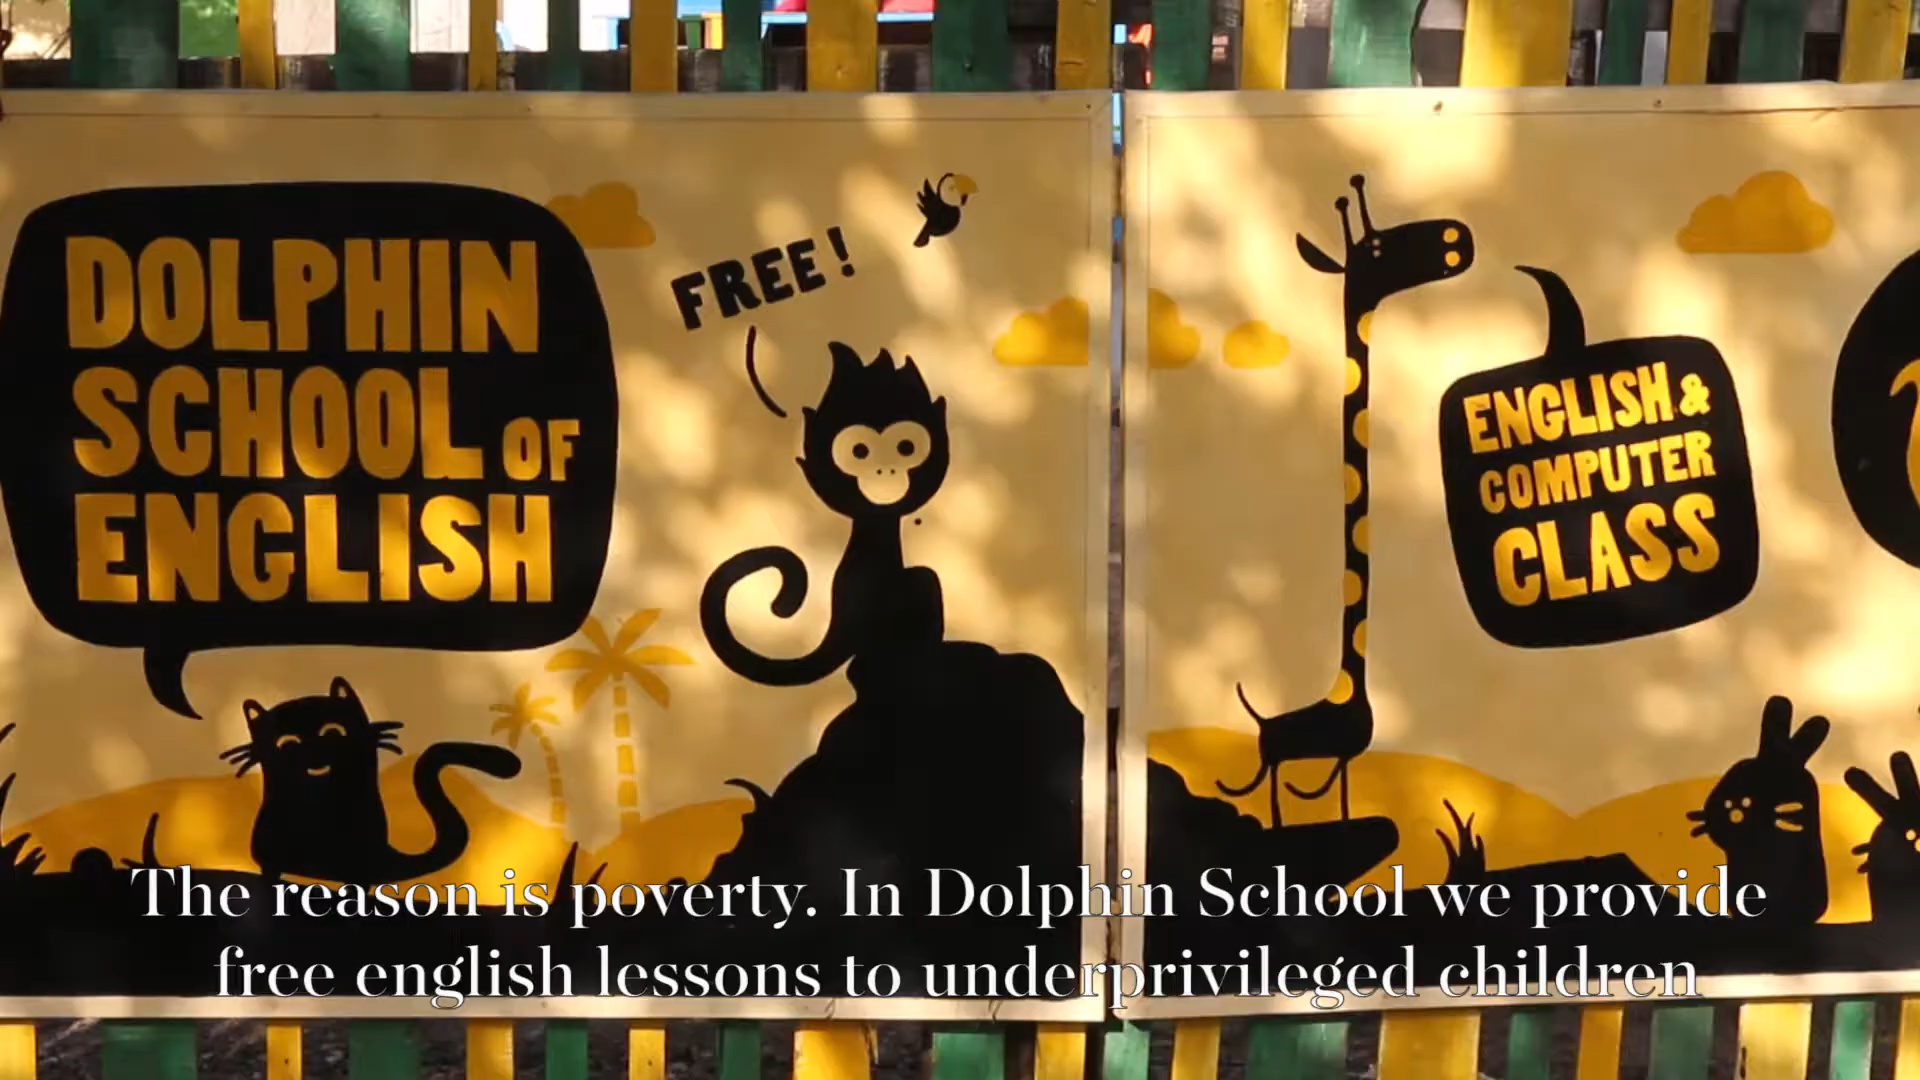 DOLPHIN
SCHOOL OF
ENGLISH
FREE!
ENGLISH &
COMPUTER
CLASS
The reason is poverty. In Dolphin School we provide
free english lessons to underprivileged children